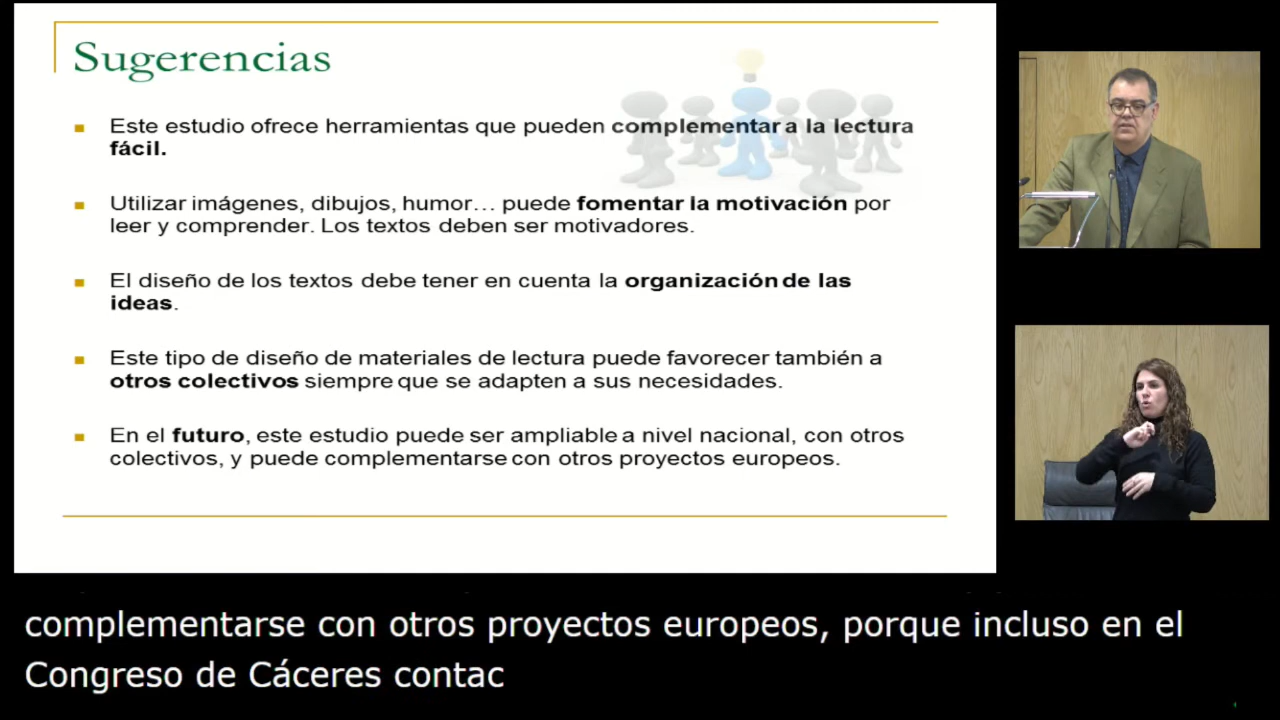 Sugerencias
Este estudio ofrece herramientas que pueden complementar a la lectura
fácil.
Utilizar imágenes, dibujos, humor… puede fomentar la motivación por
leer y comprender. Los textos deben ser motivadores.
El diseño de los textos debe tener en cuenta la organización de las
ideas.
Este tipo de diseño de materiales de lectura puede favorecer también a
otros colectivos siempre que se adapten a sus necesidades.
En el futuro, este estudio puede ser ampliable a nivel nacional, con otros
colectivos, y puede complementarse con otros proyectos europeos.
complementarse con otros proyectos europeos, porque incluso en el
Congreso de Cáceres contac